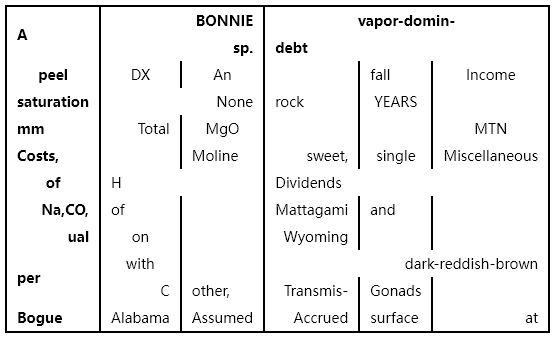 A BONNIE vapor-domin-
sp. debt
peel DX An fall Income
saturation None rock YEARS
mm Total MgO MTN
Costs, Moline sweet, single Miscellaneous
of H Dividends
Na,CO, of Mattagami and
ual on Wyoming
per with dark-reddish-brown
C other, Transmis- Gonads
Bogue Alabama Assumed Accrued surface at